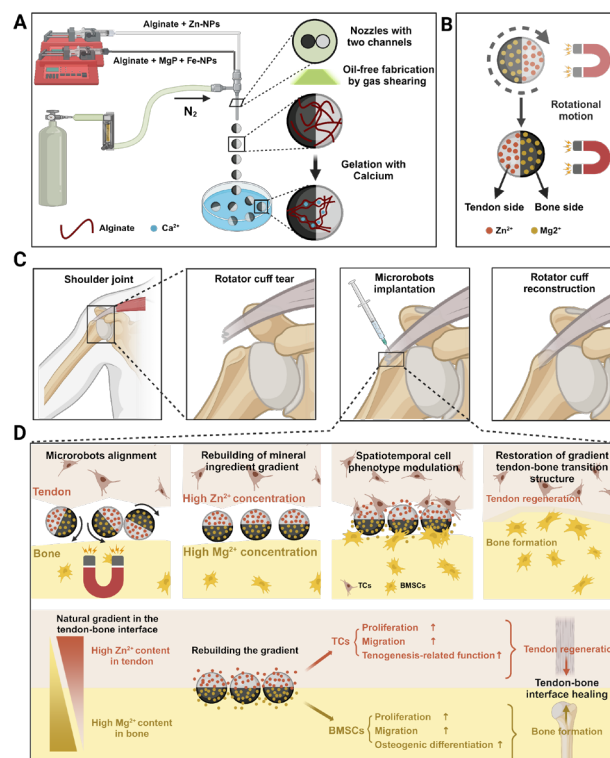 A
Alginate + Zn-NPs
Alginate + MgP + Fe-NPs
N₂
Nozzles with
two channels
Oil-free fabrication
by gas shearing
Gelation with
Calcium
Alginate
Ca²⁺
B
Rotational
motion
Tendon side
Bone side
Zn²⁺
Mg2⁺
C
Shoulder joint
Rotator cuff tear
Microrobots
implantation
Rotator cuff
reconstruction
D
Microrobots alignment
Tendon
Bone
Rebuilding of mineral
ingredient gradient
High Zn²⁺ concentration
High Mg²⁺ concentration
Spatiotemporal cell
phenotype modulation
TCs
BMSCs
Restoration of gradient
tendon-bone transition
structure
Tendon regeneration
Bone formation
Natural gradient in the
tendon-bone interface
High Zn²⁺ content
in tendon
High Mg²⁺ content
in bone
Rebuilding the gradient
TCs
Proliferation ↑
Migration ↑
Tenogenesis-related function ↑
BMSCs
Proliferation ↑
Migration ↑
Osteogenic differentiation ↑
Tendon regeneration
Tendon-bone
interface healing
Bone formation